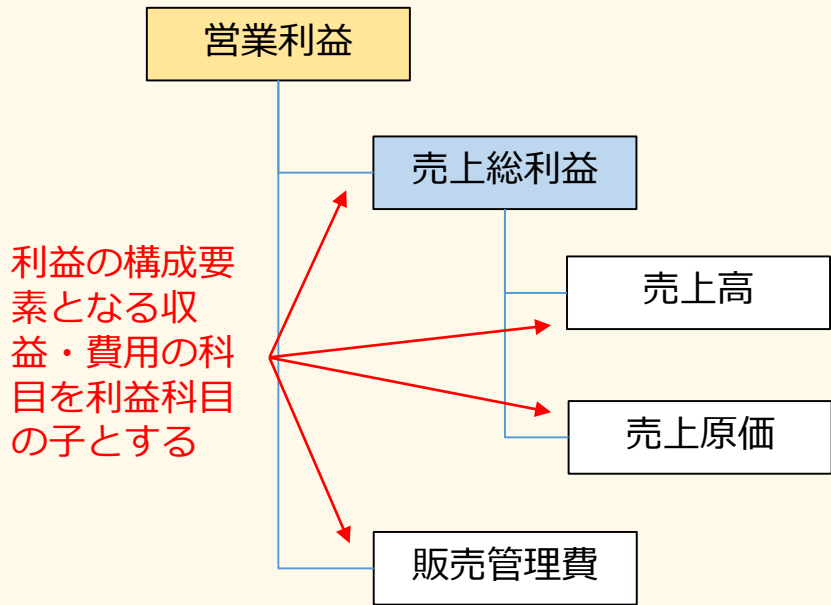 営業利益
売上総利益
利益の構成要
素となる収
益・費用の科
目を利益科目
の子とする
売上高
売上原価
販売管理費